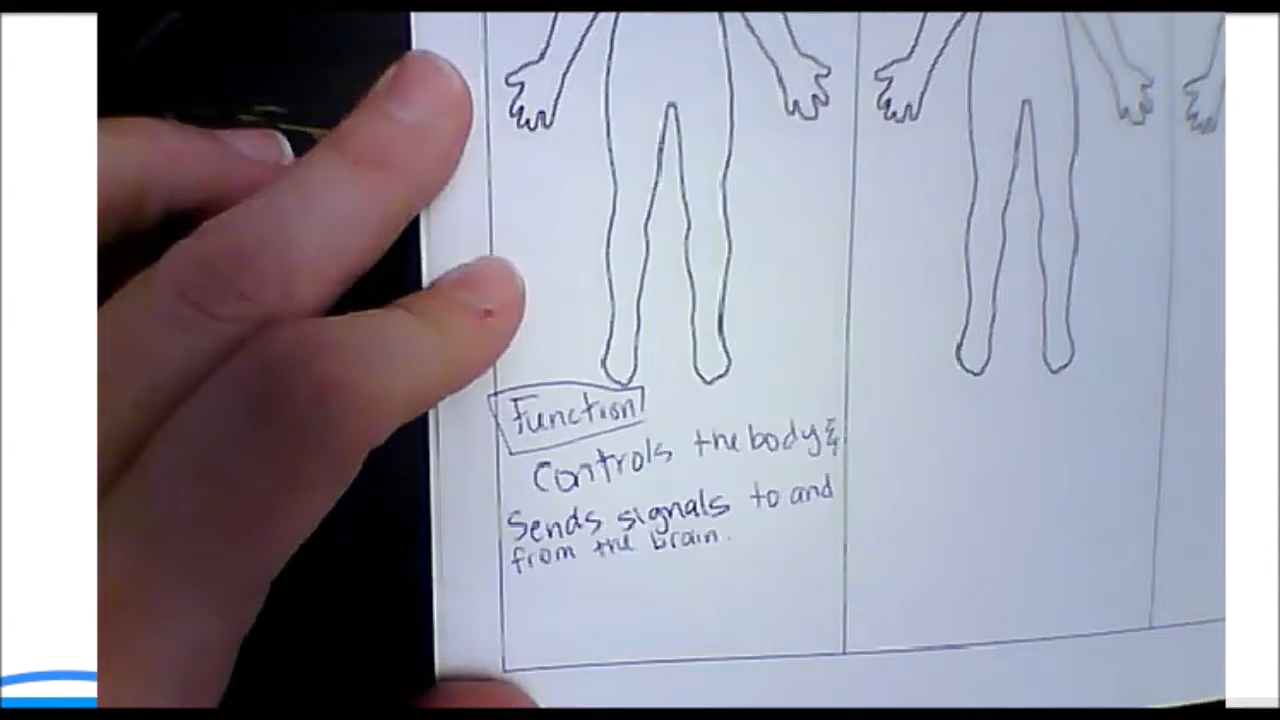 Function
Controls the body &
Sends signals to and
from the brain.